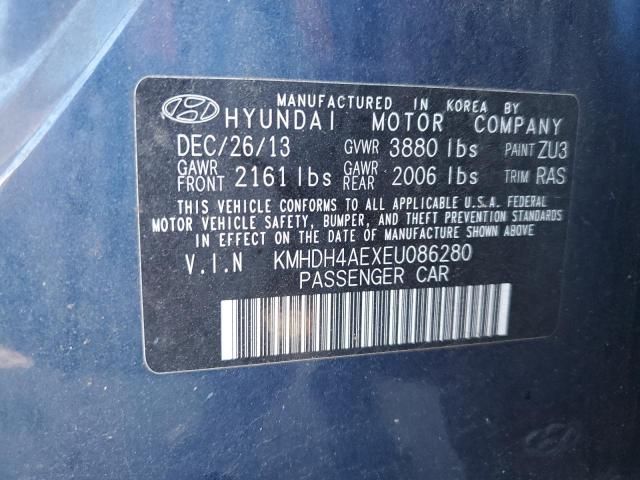 MANUFACTURED IN KOREA BY
HYUNDAI MOTOR COMPANY
DEC/26/13 GVWR 3880 lbs PAINT ZU3
GAWR FRONT 2161 lbs GAWR REAR 2006 lbs TRIM RAS
THIS VEHICLE CONFORMS TO ALL APPLICABLE U.S.A. FEDERAL
MOTOR VEHICLE SAFETY, BUMPER, AND THEFT PREVENTION STANDARDS
IN EFFECT ON THE DATE OF MANUFACTURE SHOWN ABOVE.
V.I.N KMHDH4AEXEU086280
PASSENGER CAR